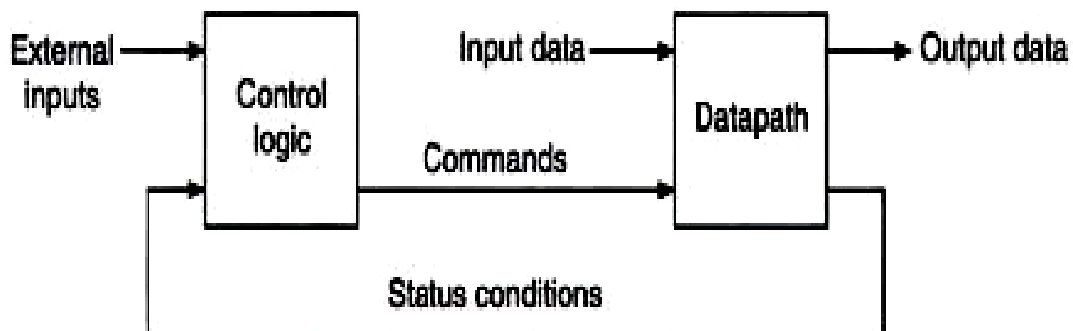 External
inputs
Control
logic
Commands
Input data
Datapath
Output data
Status conditions